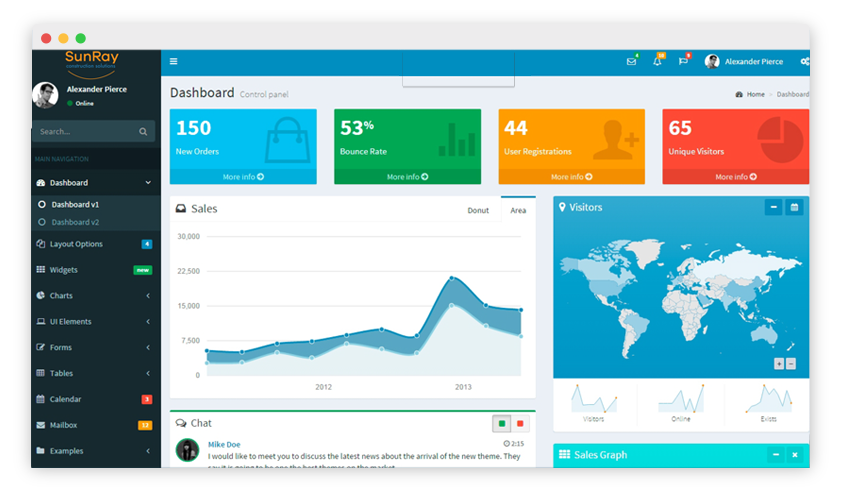 SunRay
construction solutions
Alexander Pierce
Online
Search...
MAIN NAVIGATION
Dashboard
Dashboard v1
Dashboard v2
Layout Options 4
Widgets new
Charts
UI Elements
Forms
Tables
Calendar 3
Mailbox 12
Examples
Alexander Pierce
Dashboard Control panel
Home > Dashboard
150
New Orders
More info
53%
Bounce Rate
More info
44
User Registrations
More info
65
Unique Visitors
More info
Sales
Donut Area
30,000
22,500
15,000
7,500
0
2012 2013
Visitors
+ −
Visitors Online Exists
Chat
Mike Doe 2:15
I would like to meet you to discuss the latest news about the arrival of the new theme. They
say it is going to be one the best themes on the market
Sales Graph